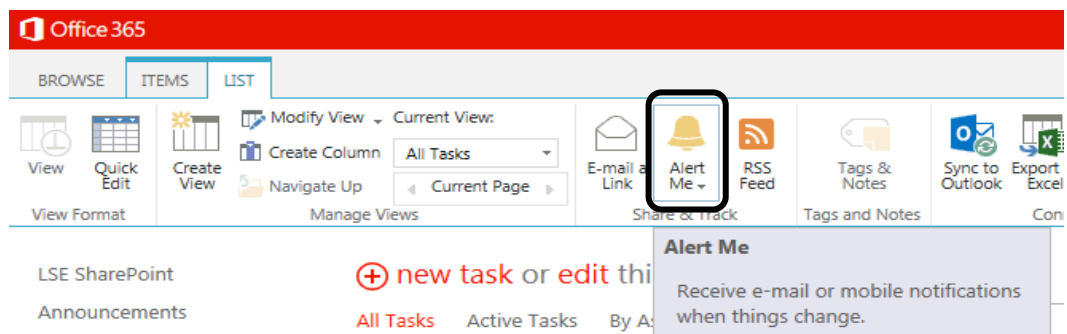 Office 365
BROWSE ITEMS LIST
View
Quick
Edit
View Format
Create
View
Modify View
Create Column
Navigate Up
Current View:
All Tasks
Current Page
Manage Views
E-mail a
Link
Alert
Me
RSS
Feed
Share & Track
Tags &
Notes
Tags and Notes
Sync to
Outlook
Export
Excel
Con
LSE SharePoint
Announcements
new task or edit thi
All Tasks Active Tasks By As
Alert Me
Receive e-mail or mobile notifications
when things change.